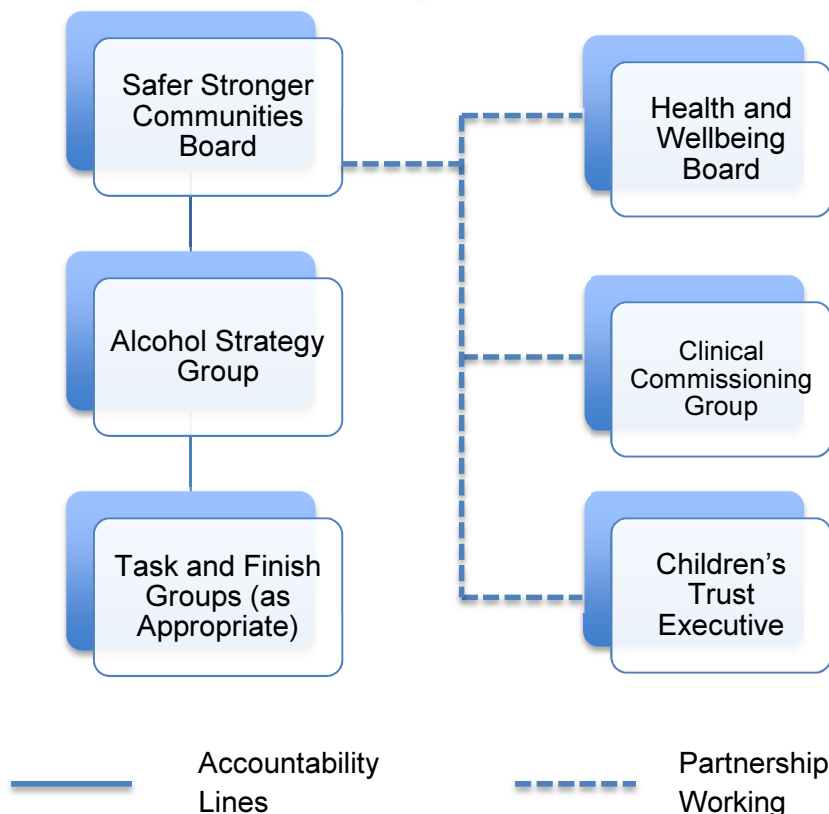 Safer Stronger
Communities
Board
Health and
Wellbeing
Board
Alcohol Strategy
Group
Clinical
Commissioning
Group
Task and Finish
Groups (as
Appropriate)
Children’s
Trust
Executive
Accountability
Lines
Partnership
Working